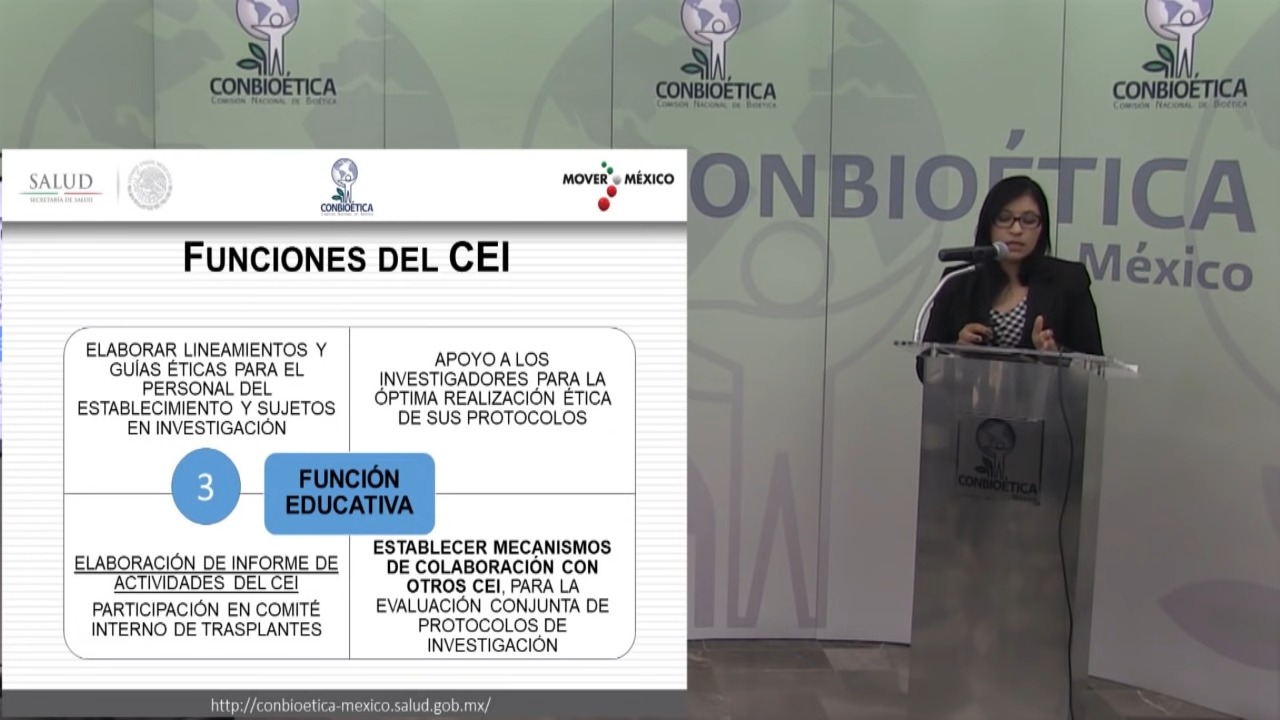 CONBIOÉTICA
COMISIÓN NACIONAL DE BIOÉTICA
CONBIOÉTICA
COMISIÓN NACIONAL DE BIOÉTICA
CONBIOÉTICA
COMISIÓN NACIONAL DE BIOÉTICA
ONBIOÉTICA
México
SALUD
SECRETARÍA DE SALUD
CONBIOÉTICA
MOVER MÉXICO
FUNCIONES DEL CEI
ELABORAR LINEAMIENTOS Y
GUÍAS ÉTICAS PARA EL
PERSONAL DEL
ESTABLECIMIENTO Y SUJETOS
EN INVESTIGACIÓN
APOYO A LOS
INVESTIGADORES PARA LA
ÓPTIMA REALIZACIÓN ÉTICA
DE SUS PROTOCOLOS
3
FUNCIÓN
EDUCATIVA
ELABORACIÓN DE INFORME DE
ACTIVIDADES DEL CEI
PARTICIPACIÓN EN COMITÉ
INTERNO DE TRASPLANTES
ESTABLECER MECANISMOS
DE COLABORACIÓN CON
OTROS CEI, PARA LA
EVALUACIÓN CONJUNTA DE
PROTOCOLOS DE
INVESTIGACIÓN
http://conbioetica-mexico.salud.gob.mx/
CONBIOÉTICA
México